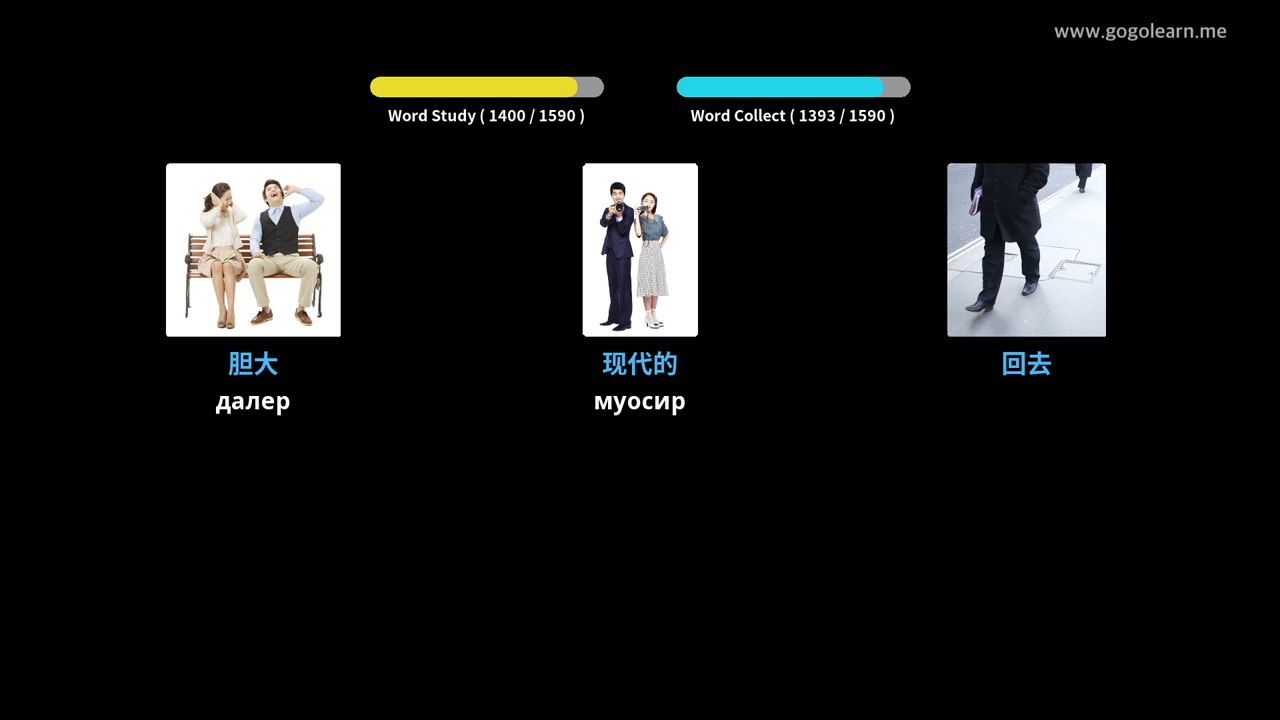 www.gogolearn.me
Word Study ( 1400 / 1590 )
Word Collect ( 1393 / 1590 )
胆大
далер
现代的
муосир
回去